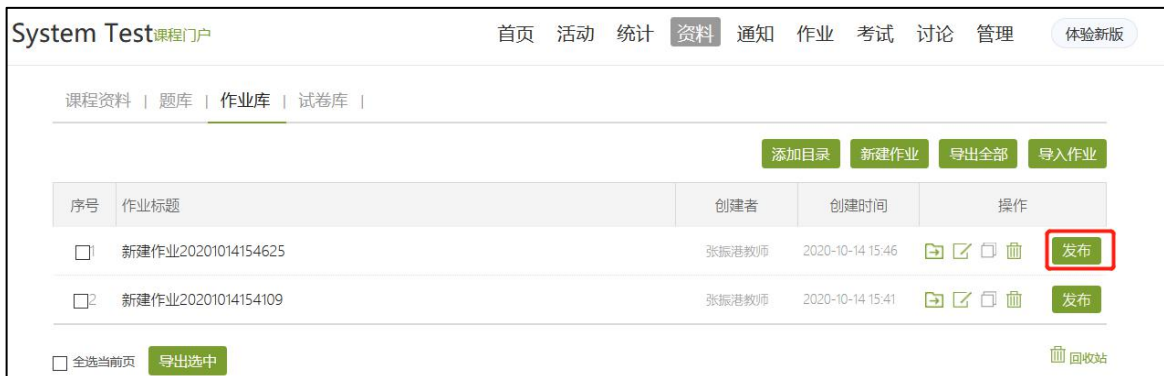 System Test课程门户 首页 活动 统计 资料 通知 作业 考试 讨论 管理 体验新版
课程资料 | 题库 | 作业库 | 试卷库 |
添加目录 新建作业 导出全部 导入作业
序号 作业标题 创建者 创建时间 操作
1 新建作业20201014154625 张振港教师 2020-10-14 15:46 发布
2 新建作业20201014154109 张振港教师 2020-10-14 15:41 发布
全选当前页 导出选中 回收站